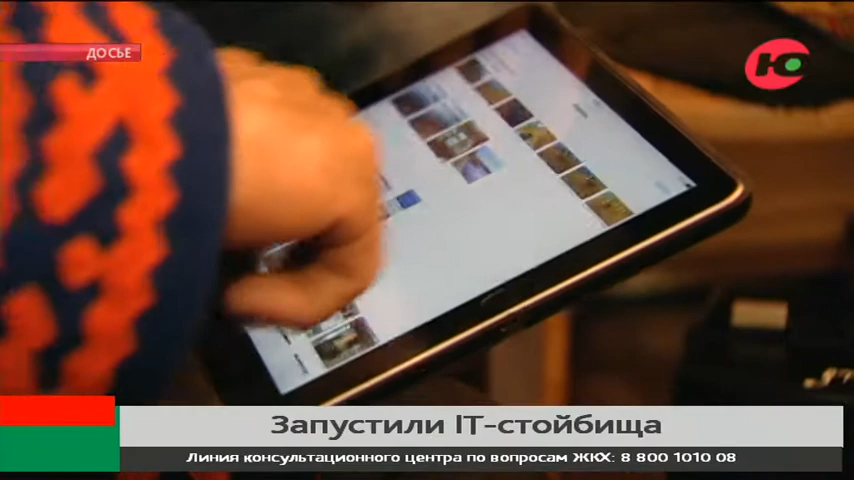 ДОСЬЕ
Ю
Запустили IT-стойбища
Линия консультационного центра по вопросам ЖКХ: 8 800 1010 08